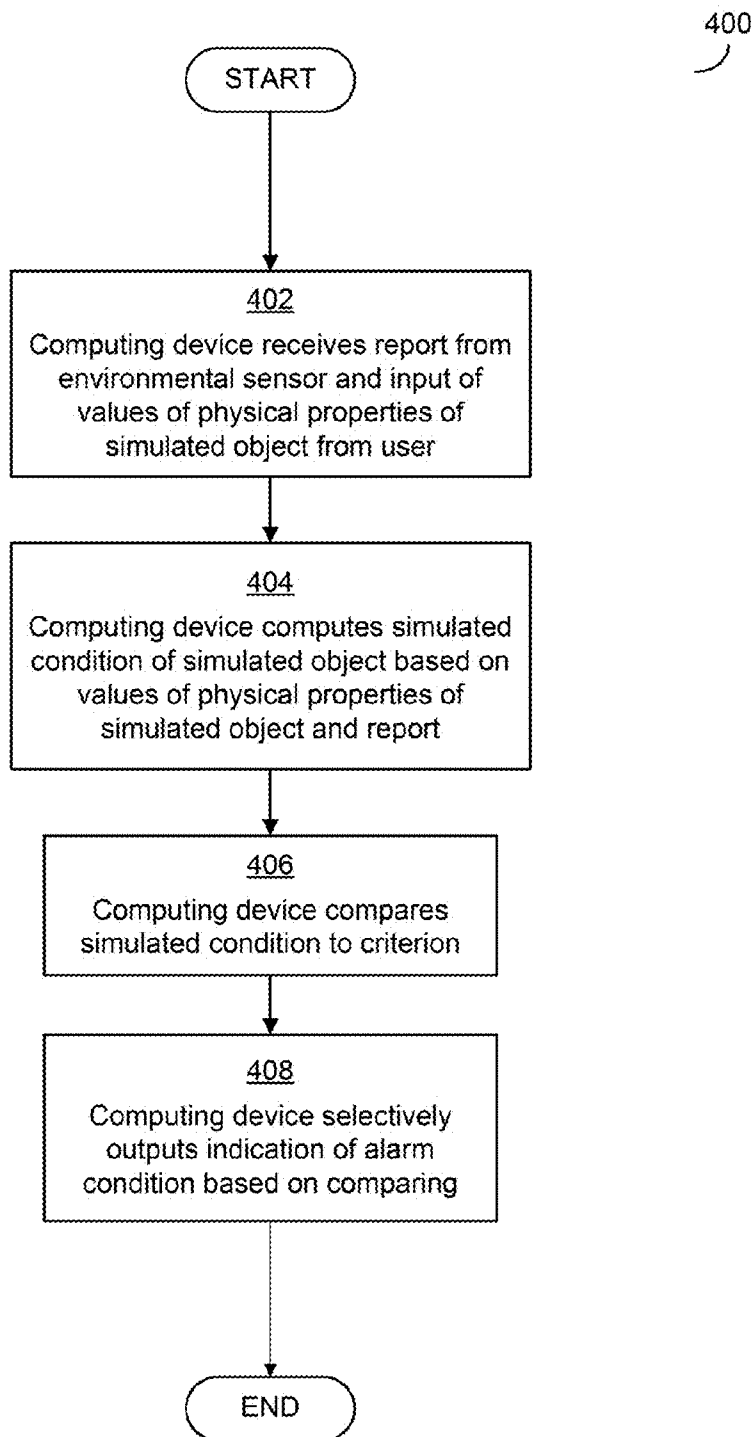 400
START
402
Computing device receives report from
environmental sensor and input of
values of physical properties of
simulated object from user
404
Computing device computes simulated
condition of simulated object based on
values of physical properties of
simulated object and report
406
Computing device compares
simulated condition to criterion
408
Computing device selectively
outputs indication of alarm
condition based on comparing
END